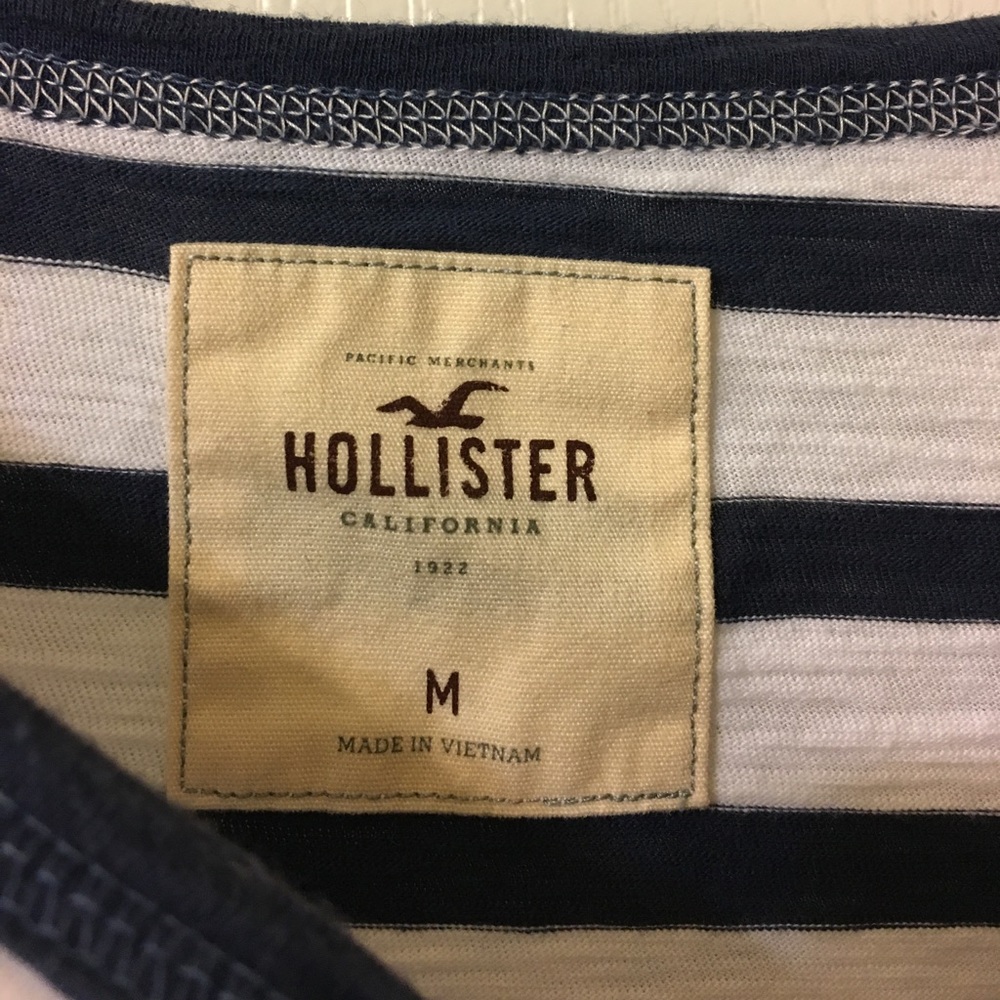 PACIFIC MERCHANTS
HOLLISTER
CALIFORNIA
1922
M
MADE IN VIETNAM